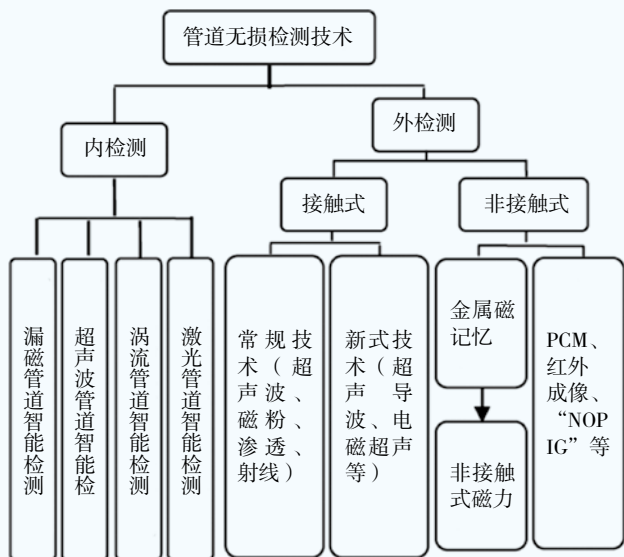 管道无损检测技术
内检测
外检测
接触式
非接触式
漏磁管道智能检测
超声波管道智能检
涡流管道智能检测
激光管道智能检测
常规技
术（超
声波、
磁粉、
渗透、
射线）
新式技
术（超
声导
波、电
磁超声
等）
金属磁
记忆
非接触
式磁力
PCM、
红外
成像、
“NOP
IG”等